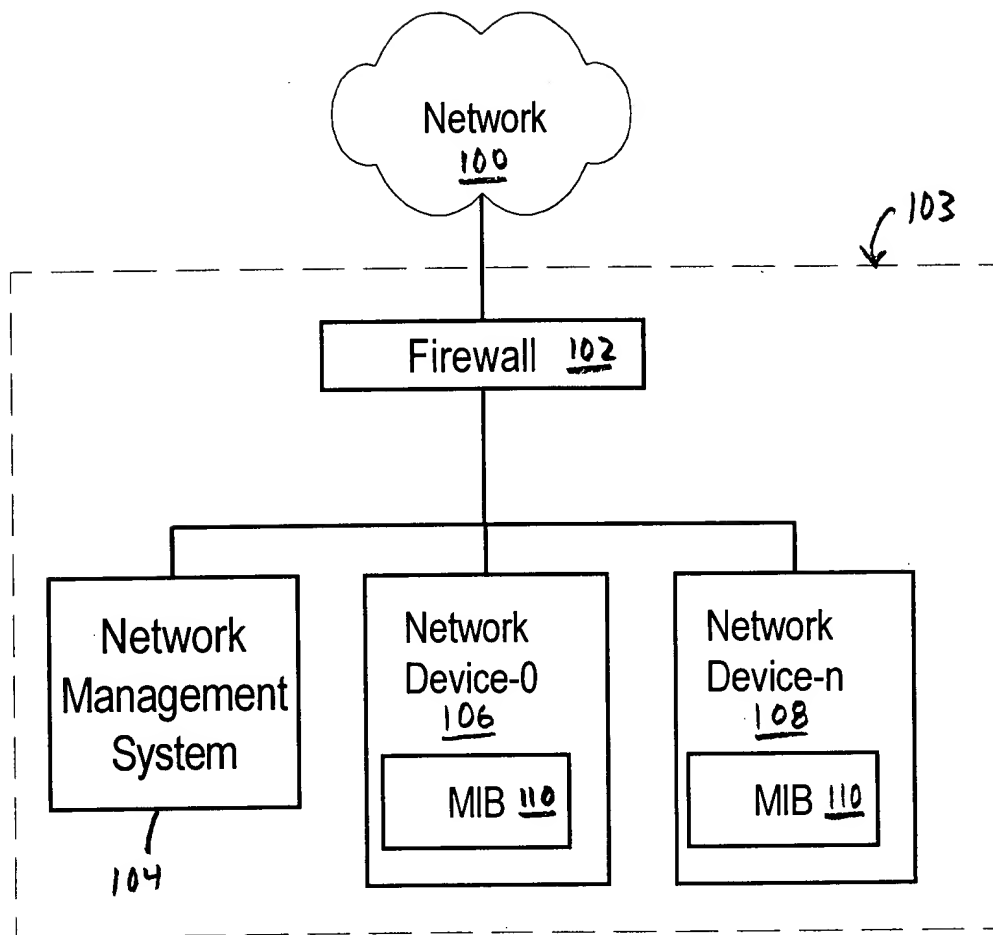 Network
100
103
Firewall 102
Network
Management
System
104
Network
Device-0
106
MIB 110
Network
Device-n
108
MIB 110